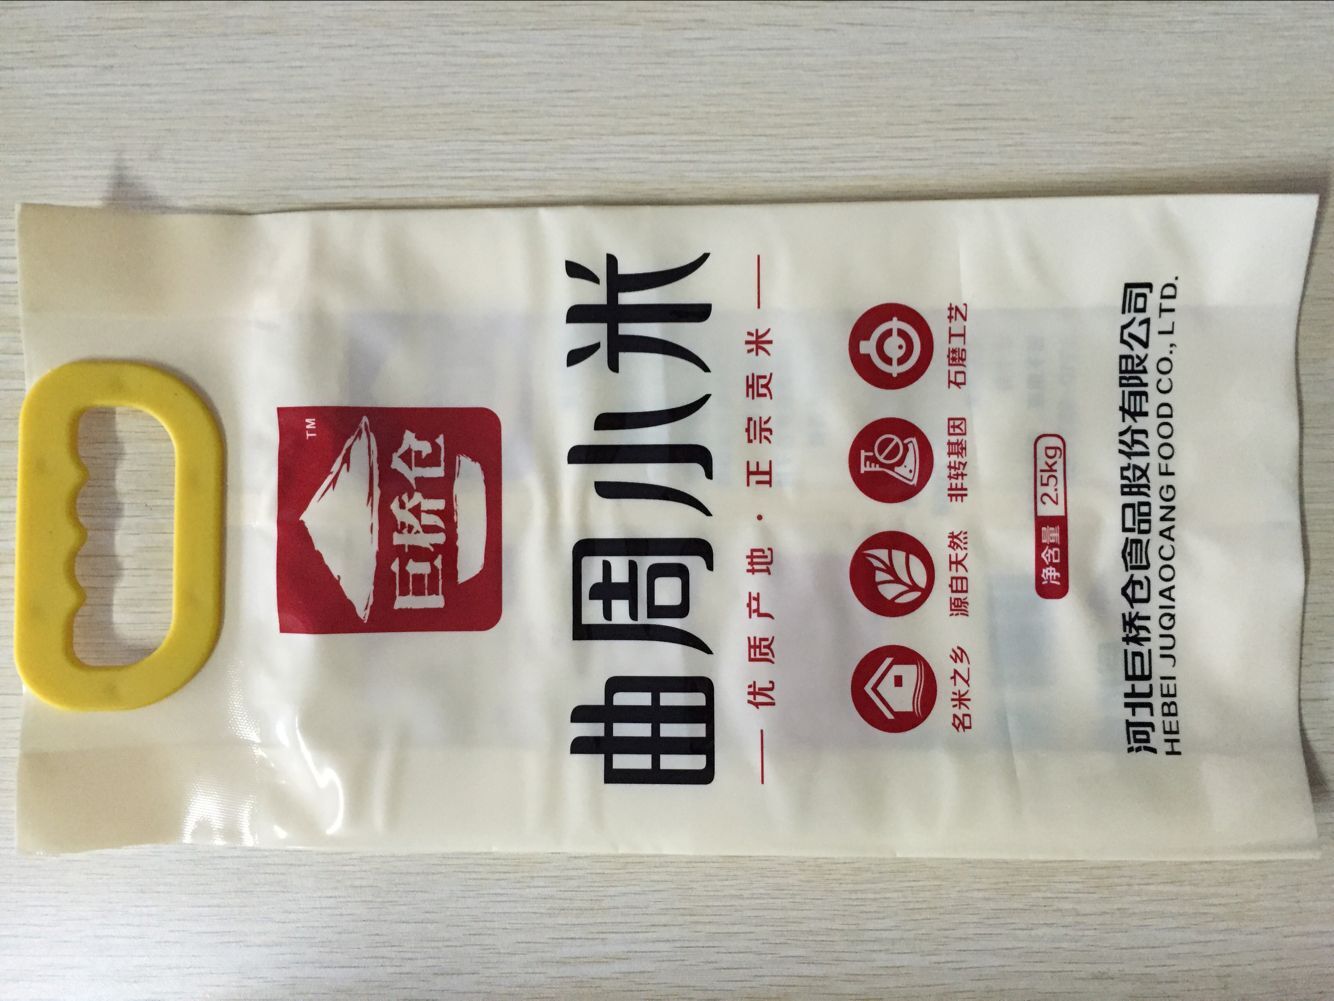 TM
巨桥仓
曲周小米
优质产地·正宗贡米
名米之乡 源自天然 非转基因 石磨工艺
净含量 2.5kg
河北巨桥仓食品股份有限公司
HEBEI JUQIAOCANG FOOD CO., LTD.